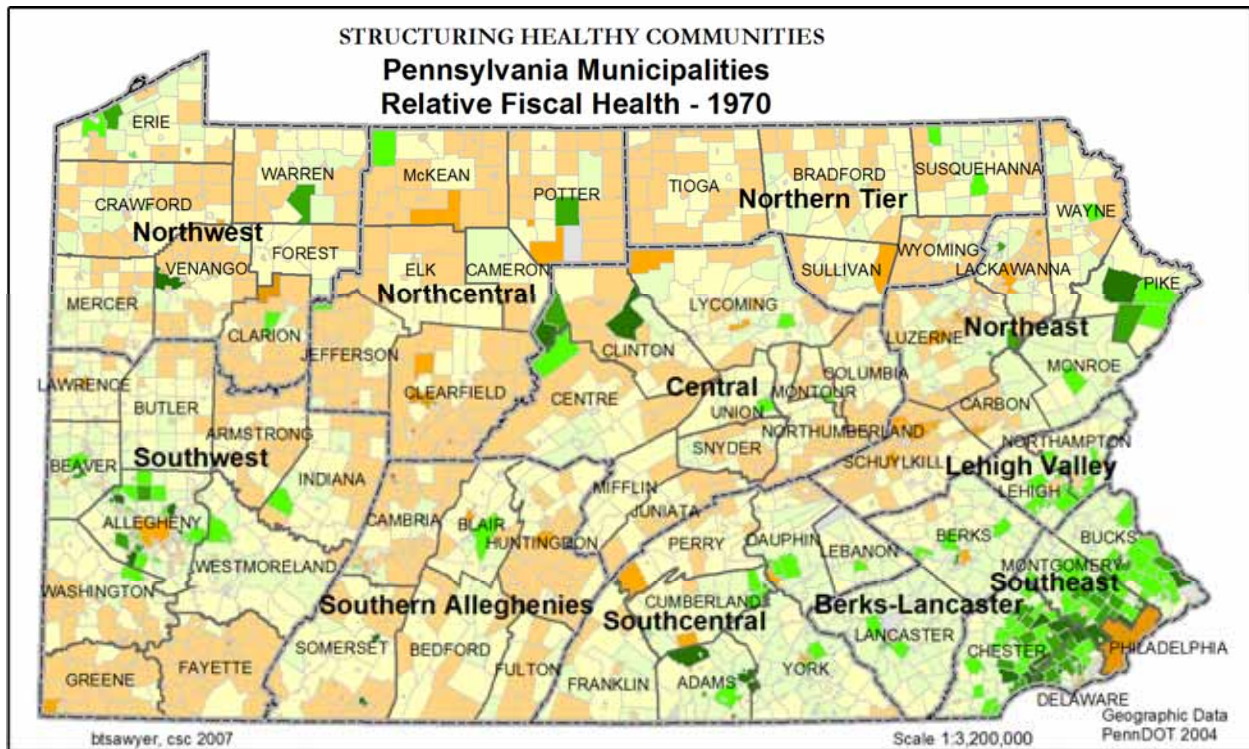 STRUCTURING HEALTHY COMMUNITIES
Pennsylvania Municipalities
Relative Fiscal Health - 1970
ERIE
WARREN
McKEAN
POTTER
TIOGA
BRADFORD
SUSQUEHANNA
Northern Tier
CRAWFORD
Northwest
WAYNE
FOREST
WYOMING
VENANGO
ELK
CAMERON
SULLIVAN
LACKAWANNA
PIKE
MERCER
Northcentral
LYCOMING
CLARION
Northeast
JEFFERSON
CLINTON
LUZERNE
MONROE
LAWRENCE
CLEARFIELD
Central
COLUMBIA
BUTLER
CENTRE
MONTOUR
UNION
CARBON
ARMSTRONG
NORTHUMBERLAND
SNYDER
NORTHAMPTON
Southwest
BEAVER
INDIANA
SCHUYLKILL
Lehigh Valley
MIFFLIN
LEHIGH
JUNIATA
ALLEGHENY
CAMBRIA
BLAIR
HUNTINGDON
PERRY
DAUPHIN
LEBANON
BERKS
BUCKS
WESTMORELAND
MONTGOMERY
WASHINGTON
Southern Alleghenies
CUMBERLAND
Berks-Lancaster
Southeast
Southcentral
LANCASTER
SOMERSET
BEDFORD
CHESTER
PHILADELPHIA
GREENE
FAYETTE
FULTON
FRANKLIN
ADAMS
YORK
DELAWARE
Geographic Data
PennDOT 2004
btsawyer, csc 2007
Scale 1:3,200,000